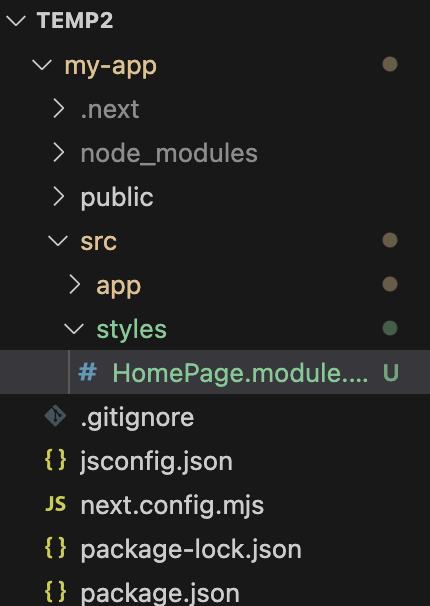 TEMP2
my-app
.next
node_modules
public
src
app
styles
# HomePage.module.... U
.gitignore
{} jsconfig.json
JS next.config.mjs
{} package-lock.json
{} package.json